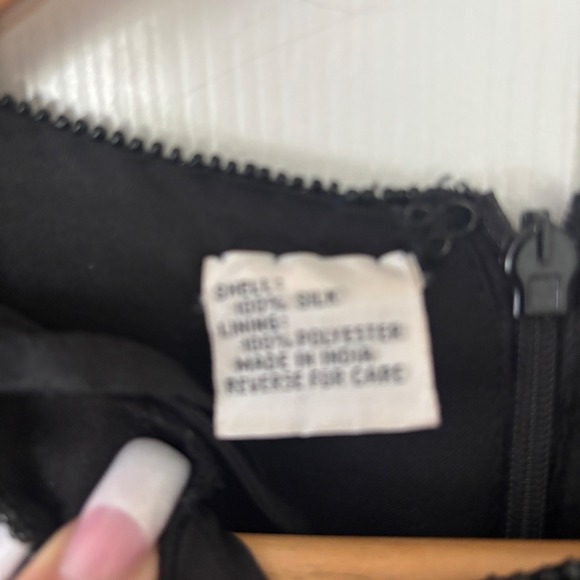 SHELL:
100% SILK
LINING:
100% POLYESTER
MADE IN INDIA
REVERSE FOR CARE